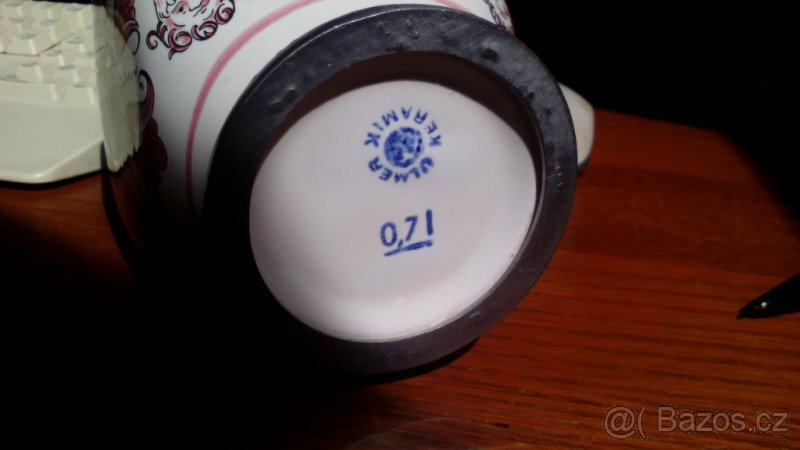 ULMER KERAMIK
0,7 l
@ Bazos.cz